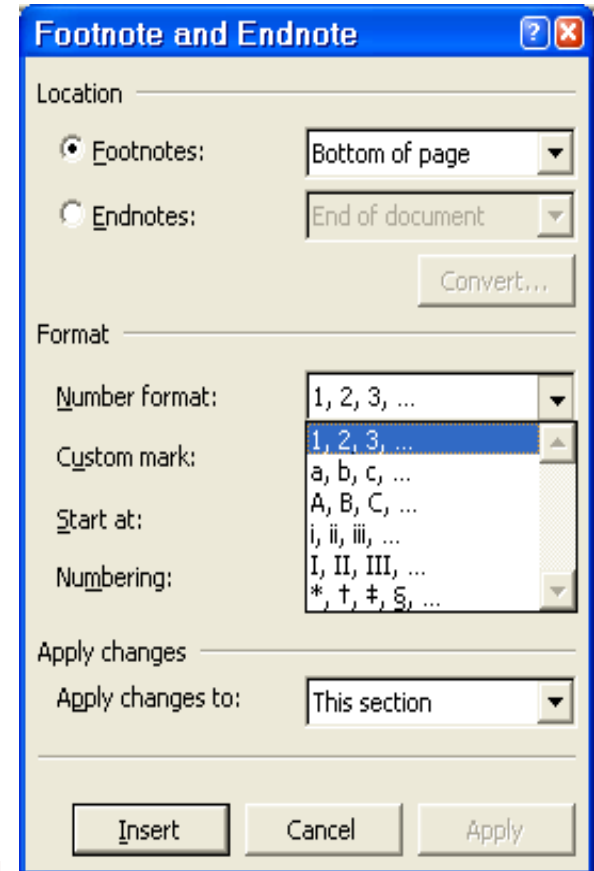 Footnote and Endnote
Location
Footnotes: Bottom of page
Endnotes: End of document
Convert...
Format
Number format: 1, 2, 3, ...
1, 2, 3, ...
Custom mark:
a, b, c, ...
A, B, C, ...
Start at:
i, ii, iii, ...
I, II, III, ...
Numbering:
*, †, ‡, §, ...
Apply changes
Apply changes to: This section
Insert Cancel Apply